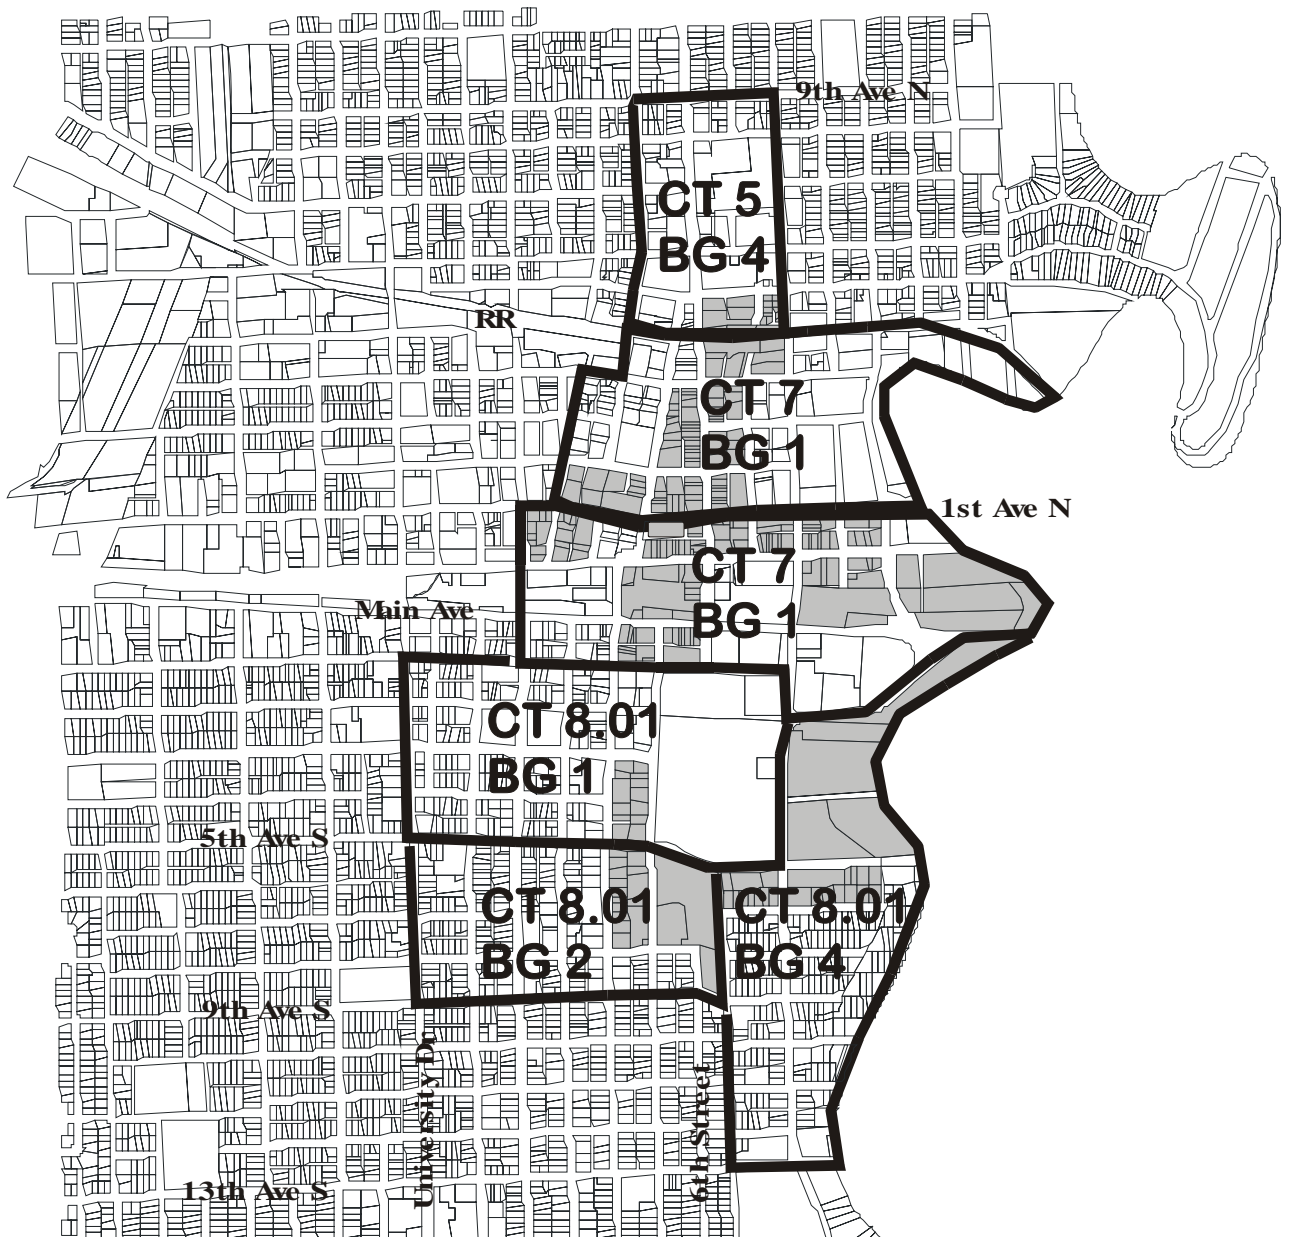 9th Ave N
CT 5
BG 4
RR
CT 7
BG 1
1st Ave N
CT 7
BG 1
Main Ave
CT 8.01
BG 1
5th Ave S
CT 8.01
BG 2
CT 8.01
BG 4
9th Ave S
University Dr
6th Street
13th Ave S